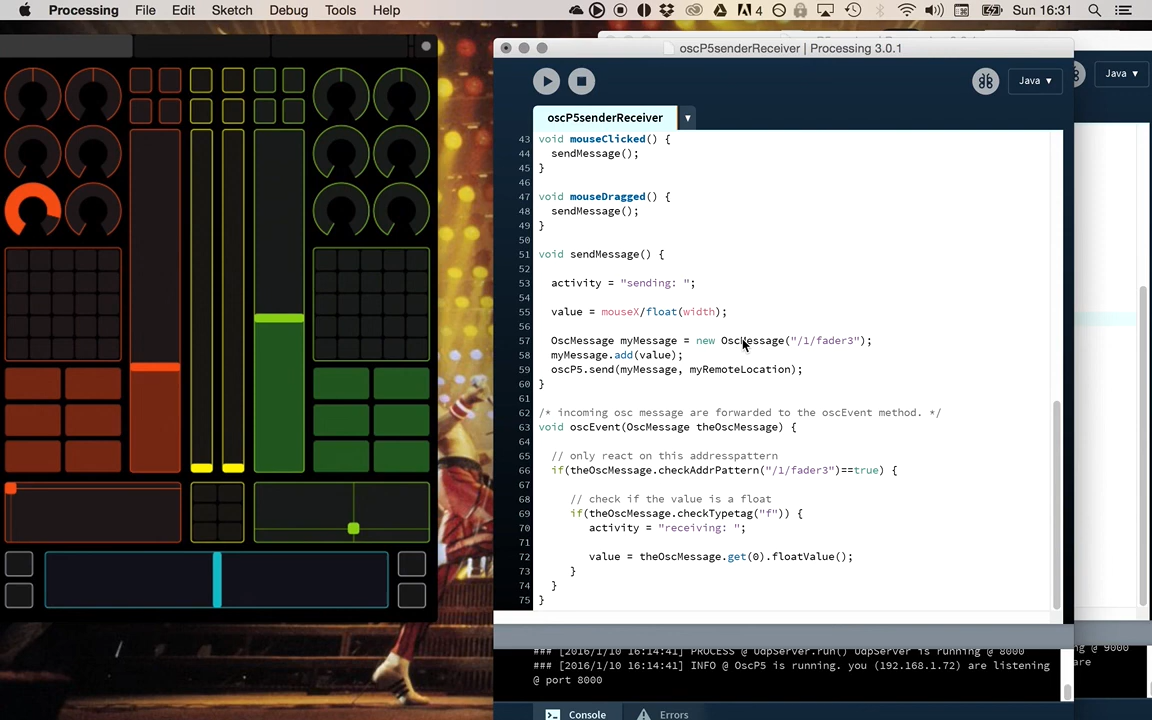 Processing File Edit Sketch Debug Tools Help 4 Sun 16:31
oscP5senderReceiver | Processing 3.0.1
Java ▾
Java ▾
oscP5senderReceiver ▾
43 void mouseClicked() {
44 sendMessage();
45 }
46
47 void mouseDragged() {
48 sendMessage();
49 }
50
51 void sendMessage() {
52
53 activity = "sending: ";
54
55 value = mouseX/float(width);
56
57 OscMessage myMessage = new OscMessage("/1/fader3");
58 myMessage.add(value);
59 oscP5.send(myMessage, myRemoteLocation);
60 }
61
62 /* incoming osc message are forwarded to the oscEvent method. */
63 void oscEvent(OscMessage theOscMessage) {
64
65 // only react on this addresspattern
66 if(theOscMessage.checkAddrPattern("/1/fader3")==true) {
67
68 // check if the value is a float
69 if(theOscMessage.checkTypetag("f")) {
70 activity = "receiving: ";
71
72 value = theOscMessage.get(0).floatValue();
73 }
74 }
75 }
### [2016/1/10 16:14:41] PROCESS @ UdpServer.run() UdpServer is running @ 8000
### [2016/1/10 16:14:41] INFO @ OscP5 is running. you (192.168.1.72) are listening
@ port 8000
g @ 9000
are
Console Errors